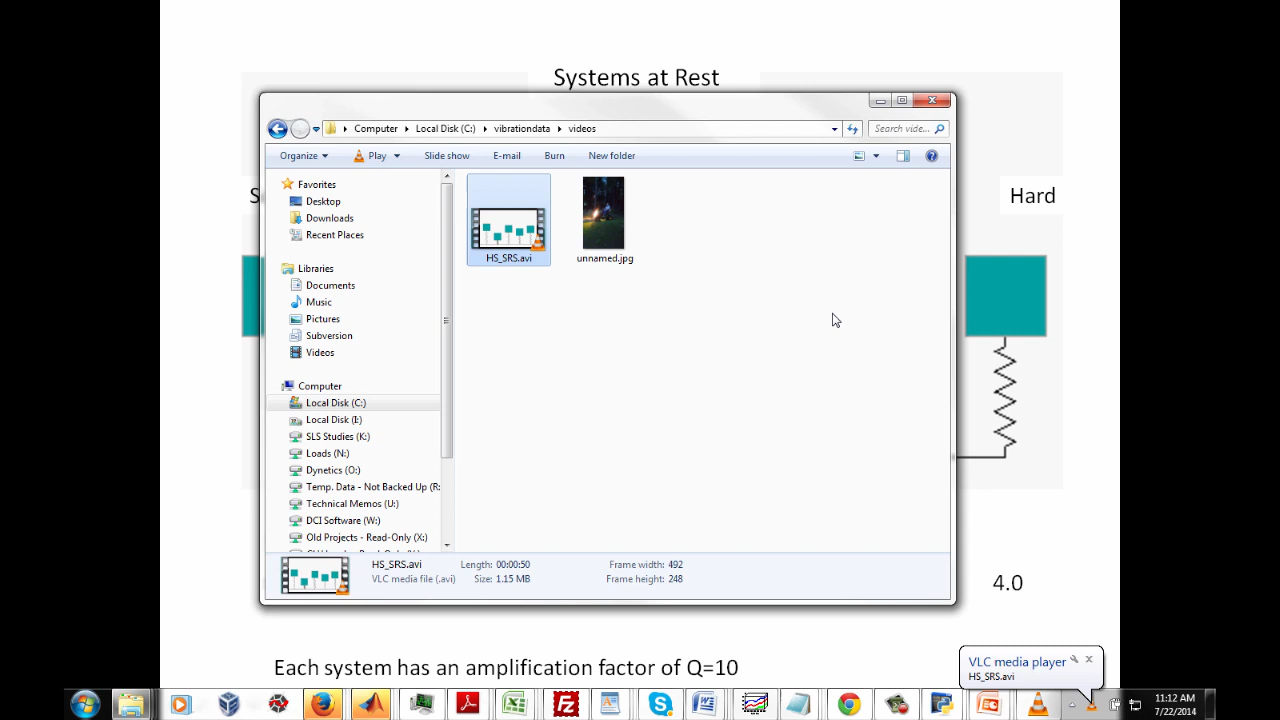 Systems at Rest
Computer
Local Disk (C:)
vibrationdata
videos
Search vide...
Organize
Play
Slide show
E-mail
Burn
New folder
Favorites
Desktop
Downloads
Recent Places
Libraries
Documents
Music
Pictures
Subversion
Videos
Computer
Local Disk (C:)
Local Disk (E:)
SLS Studies (K:)
Loads (N:)
Dynetics (O:)
Temp. Data - Not Backed Up (R:
Technical Memos (U:)
DCI Software (W:)
Old Projects - Read-Only (X:)
HS_SRS.avi
unnamed.jpg
Hard
HS_SRS.avi
Length: 00:00:50
Frame width: 492
VLC media file (.avi)
Size: 1.15 MB
Frame height: 248
4.0
Each system has an amplification factor of Q=10
VLC media player
HS_SRS.avi
11:12 AM
7/22/2014